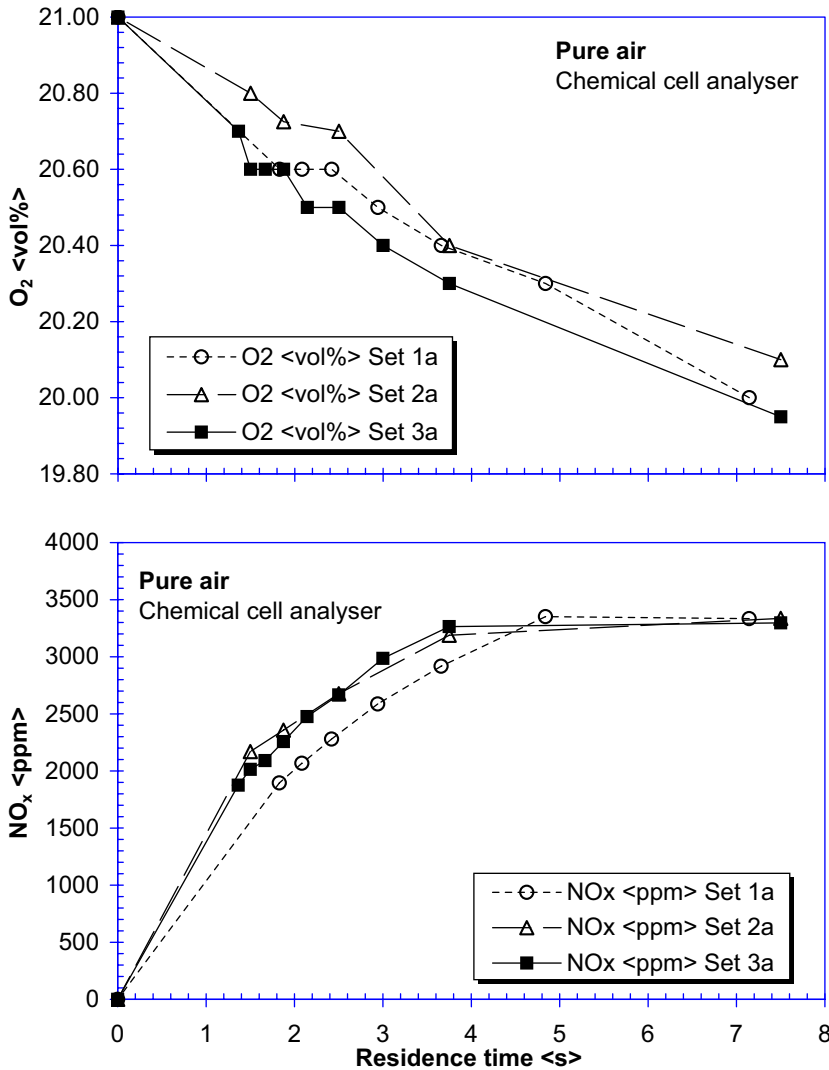 21.00
20.80
20.60
20.40
20.20
20.00
19.80
O2 <vol%>
Pure air
Chemical cell analyser
O2 <vol%> Set 1a
O2 <vol%> Set 2a
O2 <vol%> Set 3a
4000
3500
3000
2500
2000
1500
1000
500
0
NOx <ppm>
Pure air
Chemical cell analyser
NOx <ppm> Set 1a
NOx <ppm> Set 2a
NOx <ppm> Set 3a
0 1 2 3 4 5 6 7 8
Residence time <s>